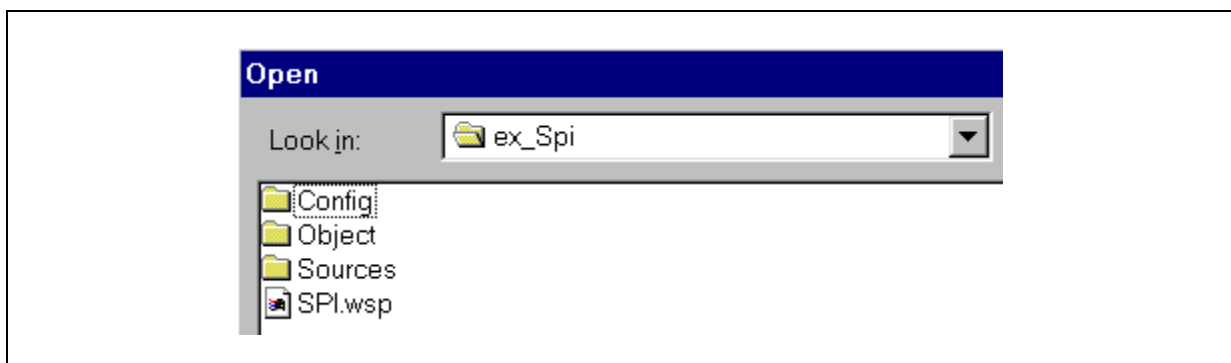 Open
Look in: ex_Spi
Config
Object
Sources
SPI.wsp